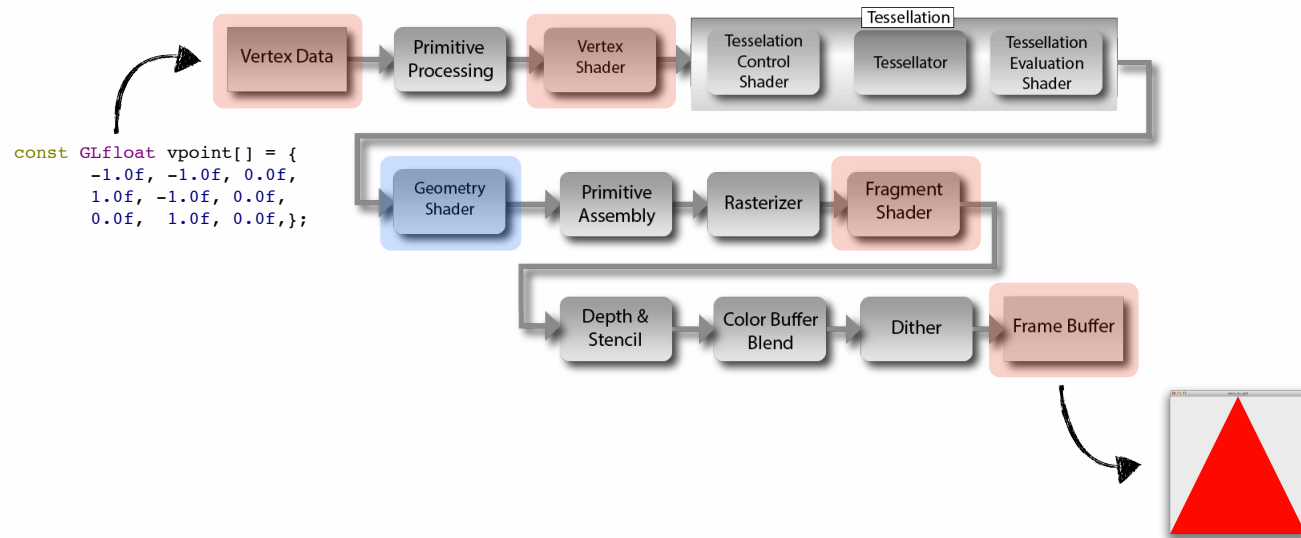 Tessellation
Vertex Data
Primitive
Processing
Vertex
Shader
Tesselation
Control
Shader
Tessellator
Tessellation
Evaluation
Shader
const GLfloat vpoint[] = {
-1.0f, -1.0f, 0.0f,
1.0f, -1.0f, 0.0f,
0.0f, 1.0f, 0.0f,};
Geometry
Shader
Primitive
Assembly
Rasterizer
Fragment
Shader
Depth &
Stencil
Color Buffer
Blend
Dither
Frame Buffer